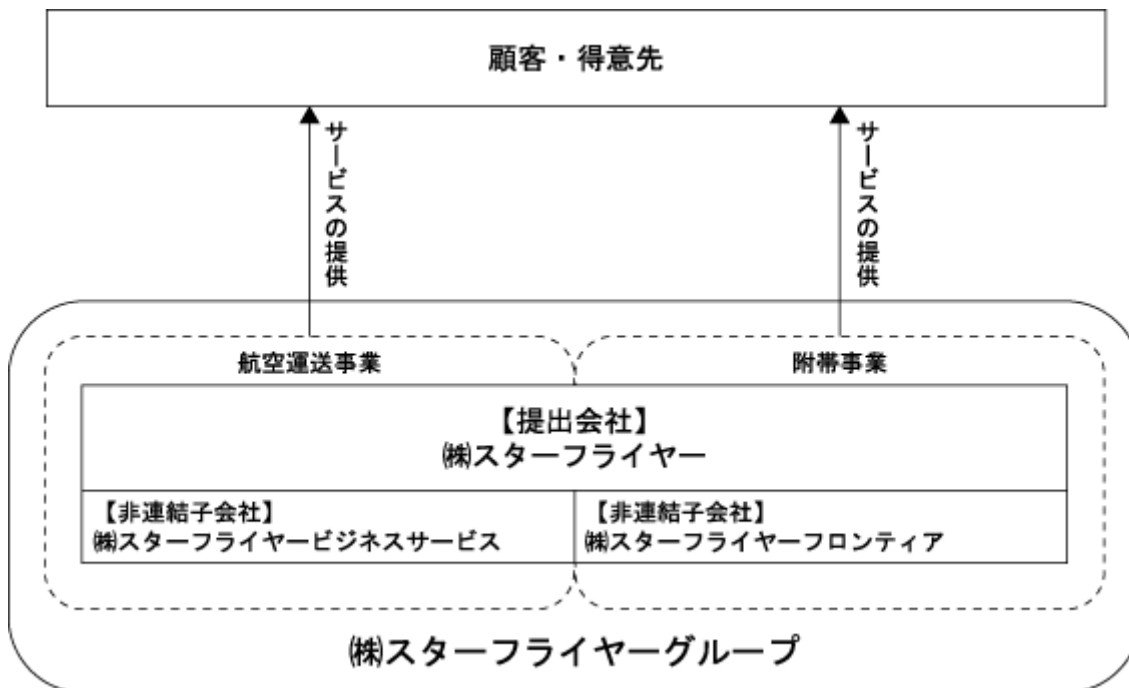 顧客・得意先
サービスの提供
サービスの提供
航空運送事業
附帯事業
【提出会社】
㈱スターフライヤー
【非連結子会社】
㈱スターフライヤービジネスサービス
【非連結子会社】
㈱スターフライヤーフロンティア
㈱スターフライヤーグループ